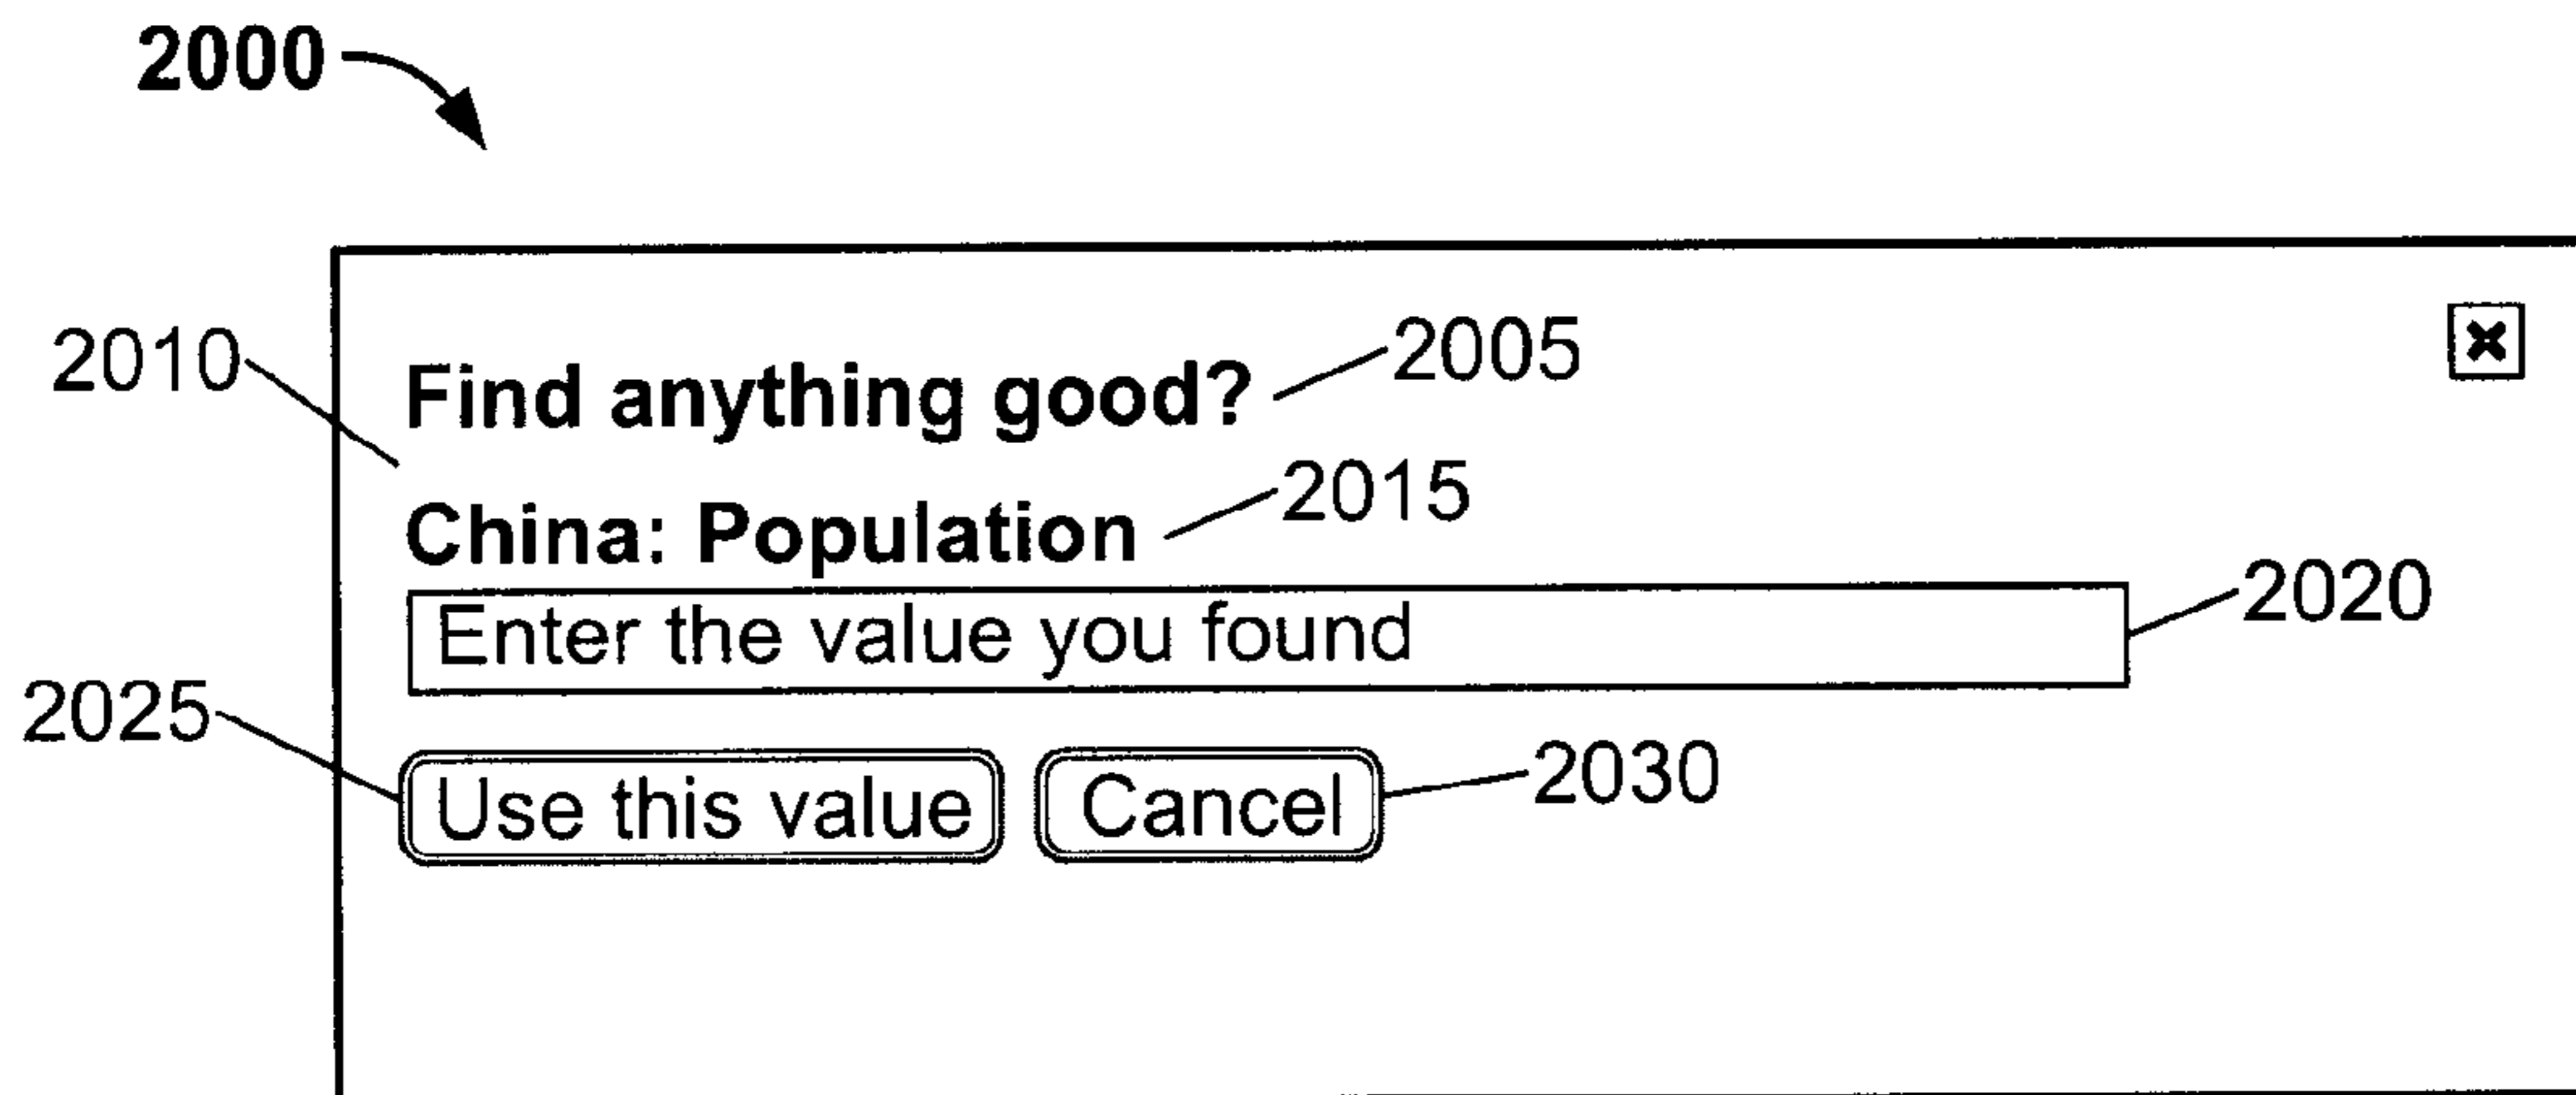 2000
2005
2010
Find anything good?
2015
China: Population
2020
Enter the value you found
2025
2030
Use this value Cancel